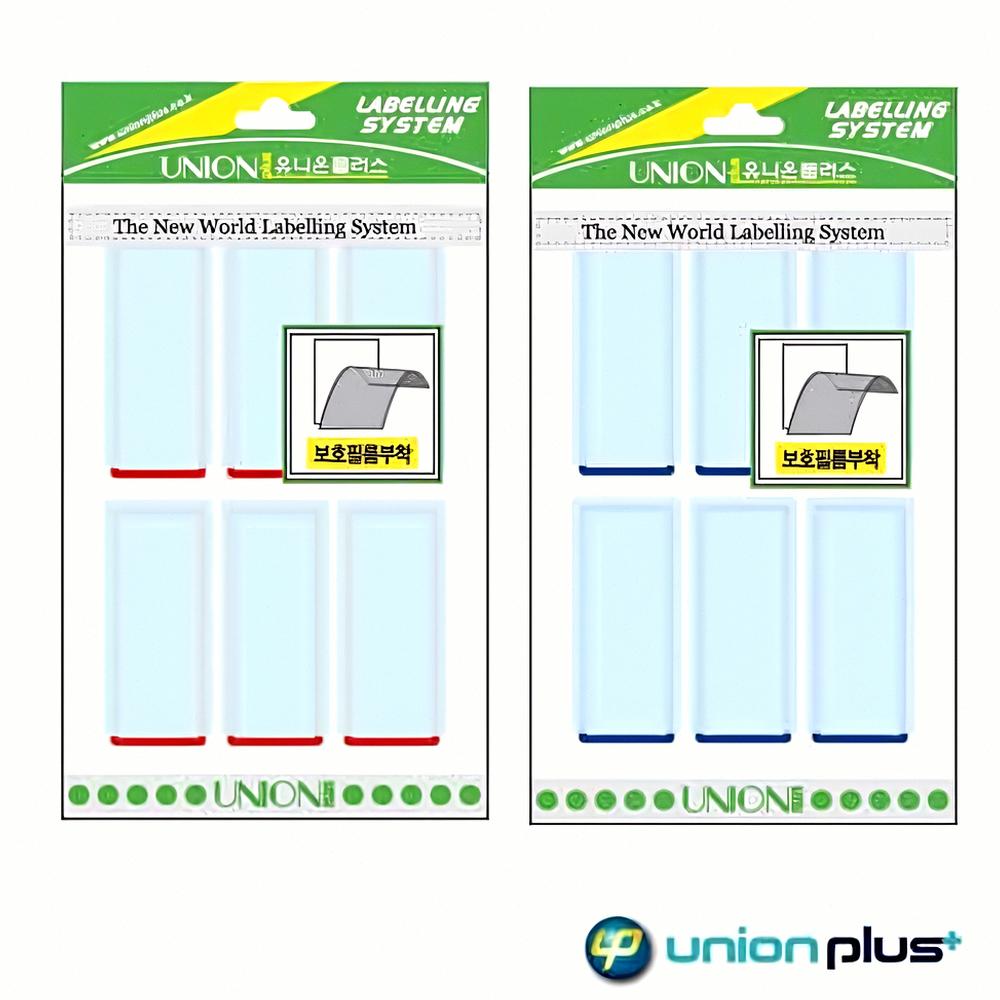 LABELLING
SYSTEM
UNION 유니온플러스
The New World Labelling System
보호필름부착
UNION
LABELLING
SYSTEM
UNION 유니온플러스
The New World Labelling System
보호필름부착
UNION
union plus+